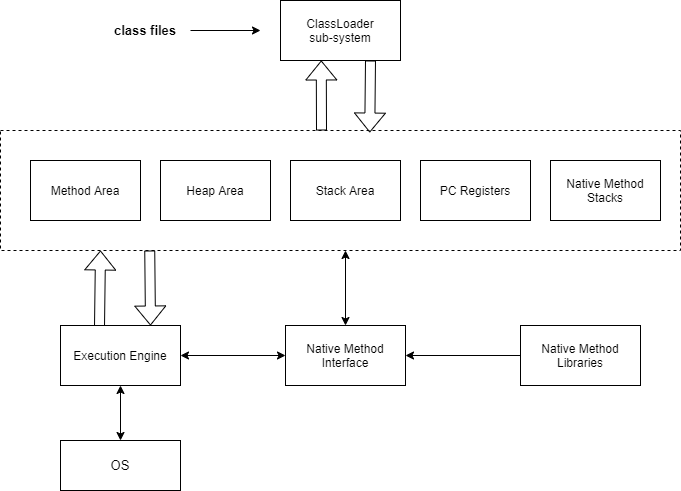 class files
ClassLoader
sub-system
Method Area
Heap Area
Stack Area
PC Registers
Native Method
Stacks
Execution Engine
Native Method
Interface
Native Method
Libraries
OS